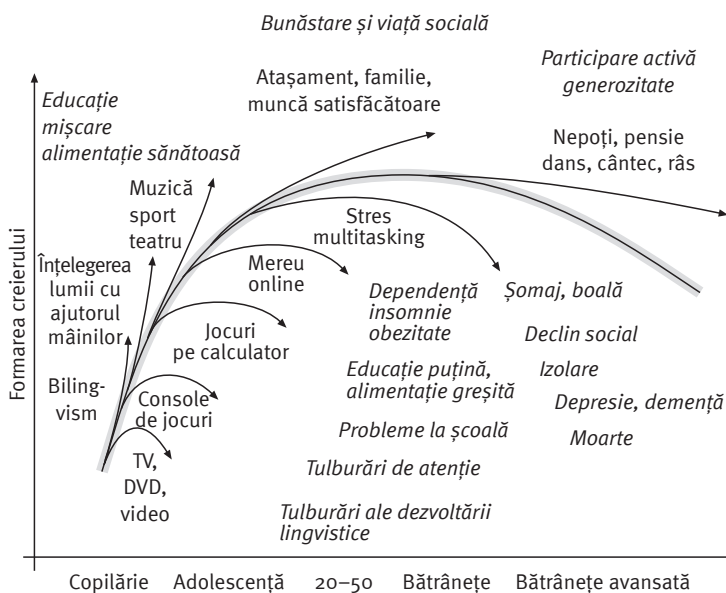 Bunăstare și viață socială
Participare activă
generozitate
Atașament, familie,
muncă satisfăcătoare
Educație
mișcare
alimentație sănătoasă
Nepoți, pensie
dans, cântec, râs
Muzică
sport
teatru
Stres
multitasking
Înțelegerea
lumii cu
ajutorul
mâinilor
Mereu
online
Dependență
insomnie
obezitate
Șomaj, boală
Jocuri
pe calculator
Declin social
Educație puțină,
alimentație greșită
Izolare
Biling-
vism
Console
de jocuri
Depresie, demență
Probleme la școală
Moarte
TV,
DVD,
video
Tulburări de atenție
Tulburări ale dezvoltării
lingvistice
Formarea creierului
Copilărie Adolescență 20–50 Bătrânețe Bătrânețe avansată